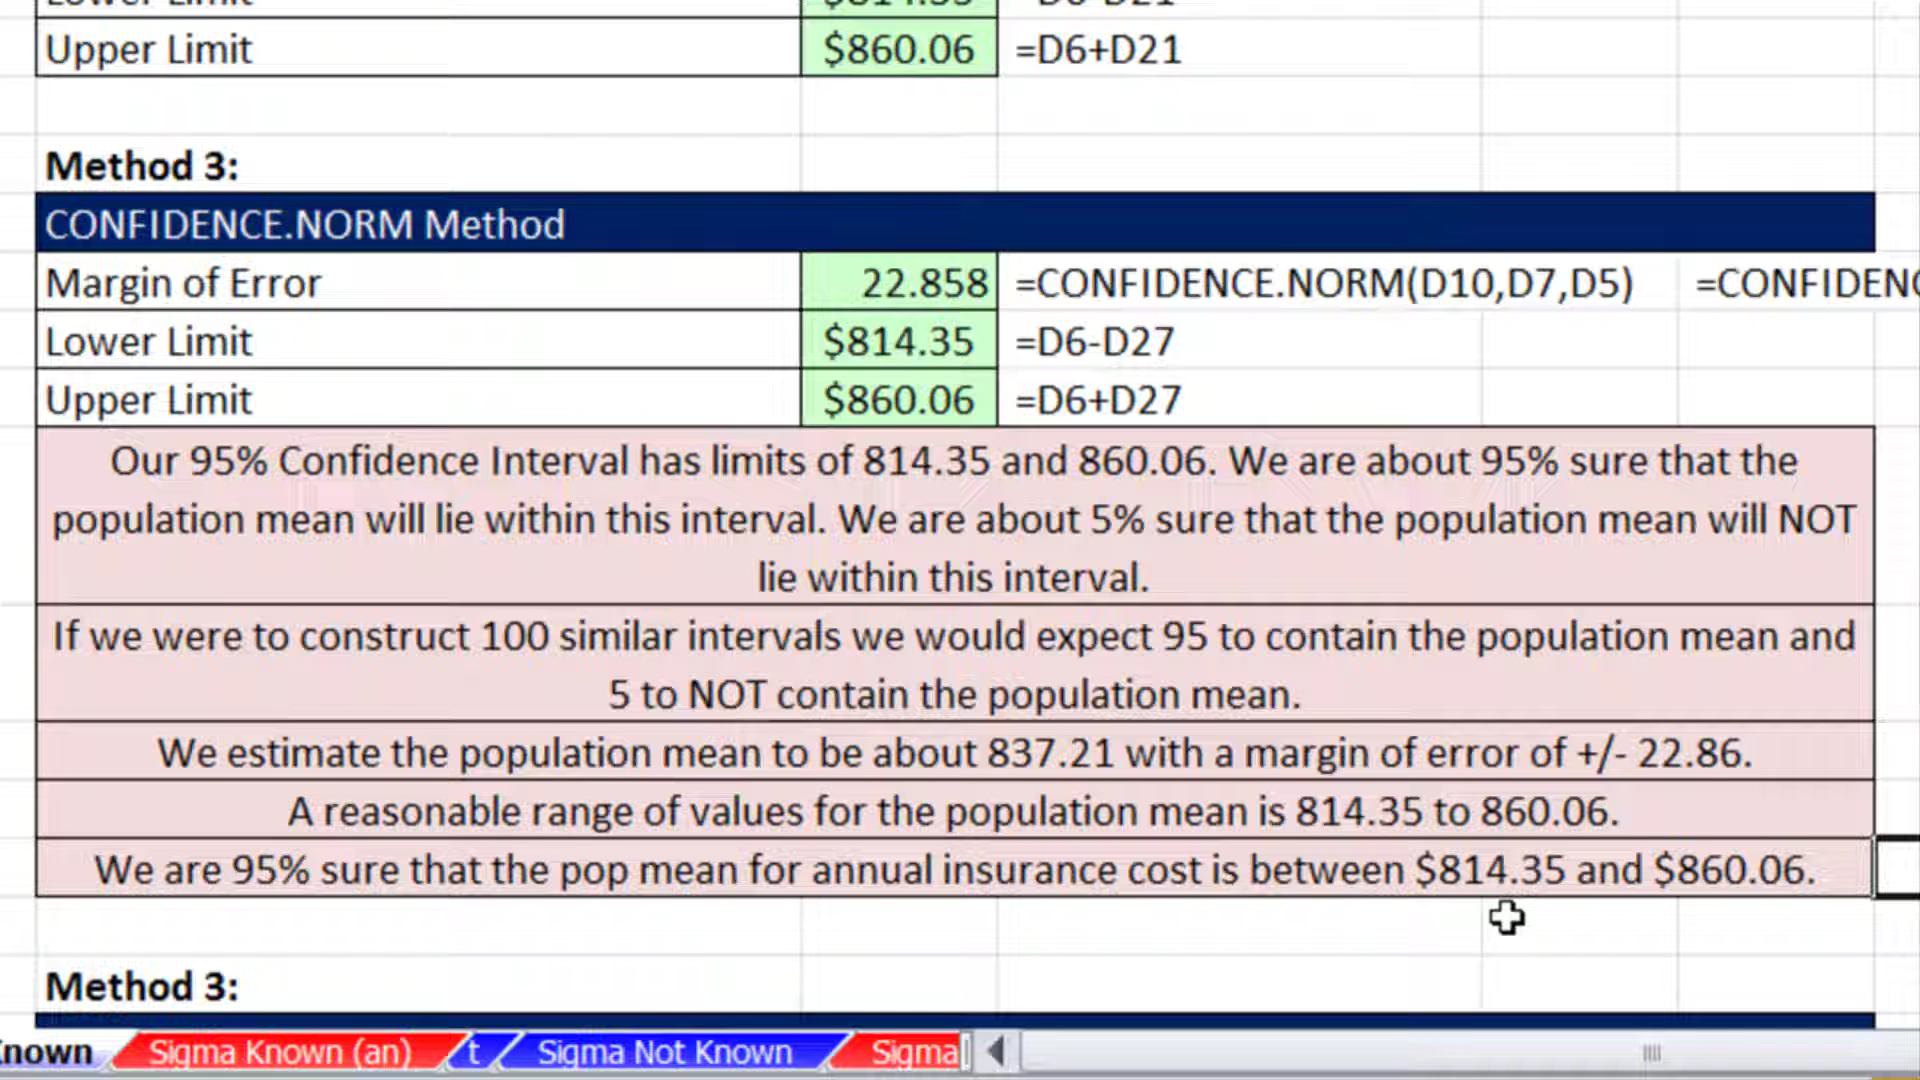 Lower Limit $814.35 =D6-D21
Upper Limit $860.06 =D6+D21
Method 3:
CONFIDENCE.NORM Method
Margin of Error 22.858 =CONFIDENCE.NORM(D10,D7,D5) =CONFIDENC
Lower Limit $814.35 =D6-D27
Upper Limit $860.06 =D6+D27
Our 95% Confidence Interval has limits of 814.35 and 860.06. We are about 95% sure that the
population mean will lie within this interval. We are about 5% sure that the population mean will NOT
lie within this interval.
If we were to construct 100 similar intervals we would expect 95 to contain the population mean and
5 to NOT contain the population mean.
We estimate the population mean to be about 837.21 with a margin of error of +/- 22.86.
A reasonable range of values for the population mean is 814.35 to 860.06.
We are 95% sure that the pop mean for annual insurance cost is between $814.35 and $860.06.
Method 3:
nown Sigma Known (an) t Sigma Not Known Sigma